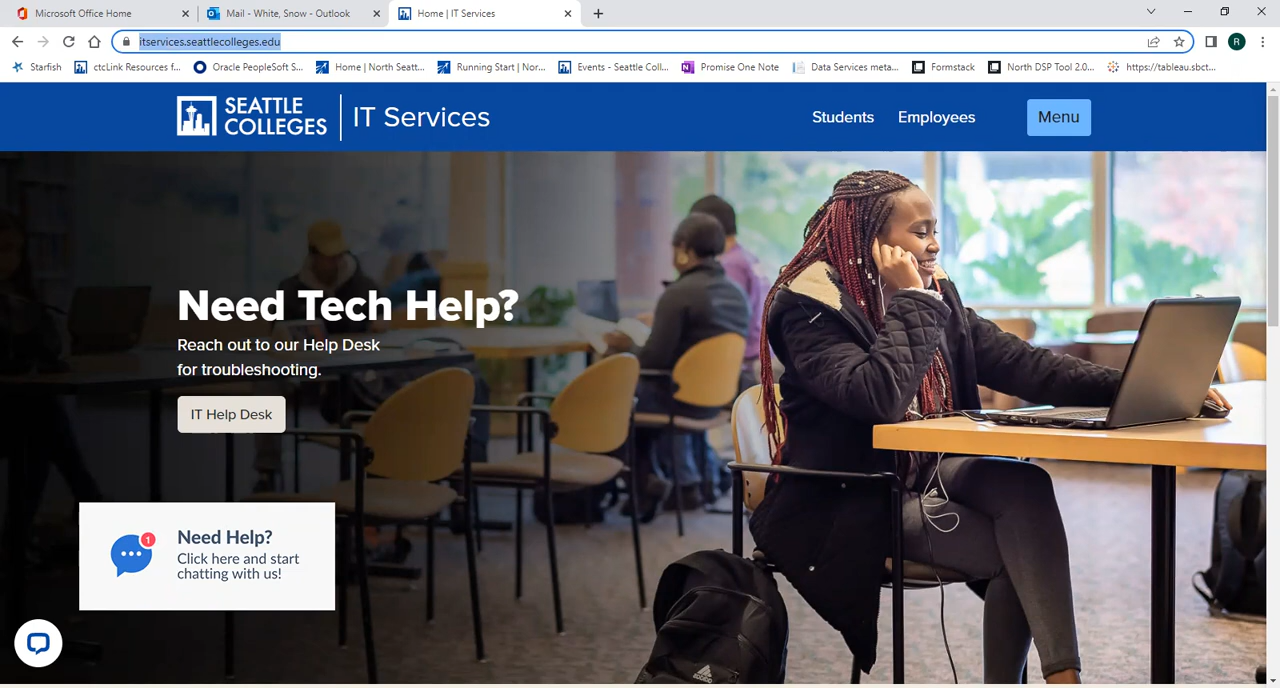 Microsoft Office Home
Mail - White, Snow - Outlook
Home | IT Services
itservices.seattlecolleges.edu
R
Starfish
ctcLink Resources f...
Oracle PeopleSoft S...
Home | North Seatt...
Running Start | Nor...
Events - Seattle Coll...
Promise One Note
Data Services meta...
Formstack
North DSP Tool 2.0...
https://tableau.sbct...
SEATTLE
COLLEGES
IT Services
Students
Employees
Menu
Need Tech Help?
Reach out to our Help Desk
for troubleshooting.
IT Help Desk
1
Need Help?
Click here and start
chatting with us!
adidas